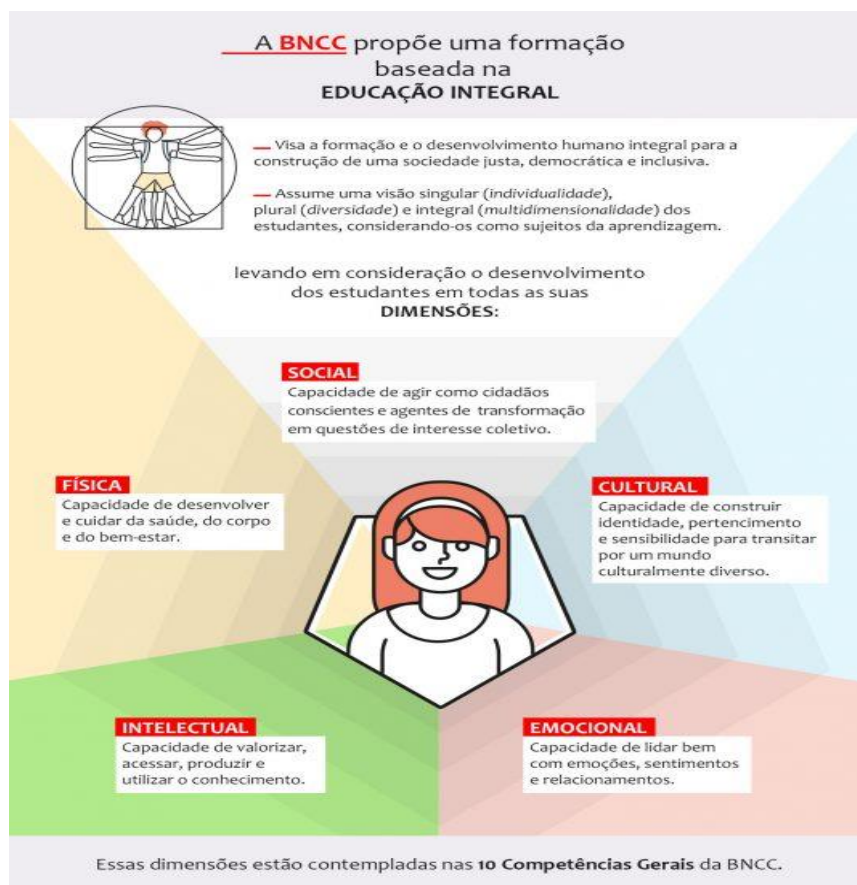 A BNCC propõe uma formação
baseada na
EDUCAÇÃO INTEGRAL
Visa a formação e o desenvolvimento humano integral para a
construção de uma sociedade justa, democrática e inclusiva.
Assume uma visão singular (individualidade),
plural (diversidade) e integral (multidimensionalidade) dos
estudantes, considerando-os como sujeitos da aprendizagem.
levando em consideração o desenvolvimento
dos estudantes em todas as suas
DIMENSÕES:
SOCIAL
Capacidade de agir como cidadãos
conscientes e agentes de transformação
em questões de interesse coletivo.
FÍSICA
Capacidade de desenvolver
e cuidar da saúde, do corpo
e do bem-estar.
CULTURAL
Capacidade de construir
identidade, pertencimento
e sensibilidade para transitar
por um mundo
culturalmente diverso.
INTELECTUAL
Capacidade de valorizar,
acessar, produzir e
utilizar o conhecimento.
EMOCIONAL
Capacidade de lidar bem
com emoções, sentimentos
e relacionamentos.
Essas dimensões estão contempladas nas 10 Competências Gerais da BNCC.